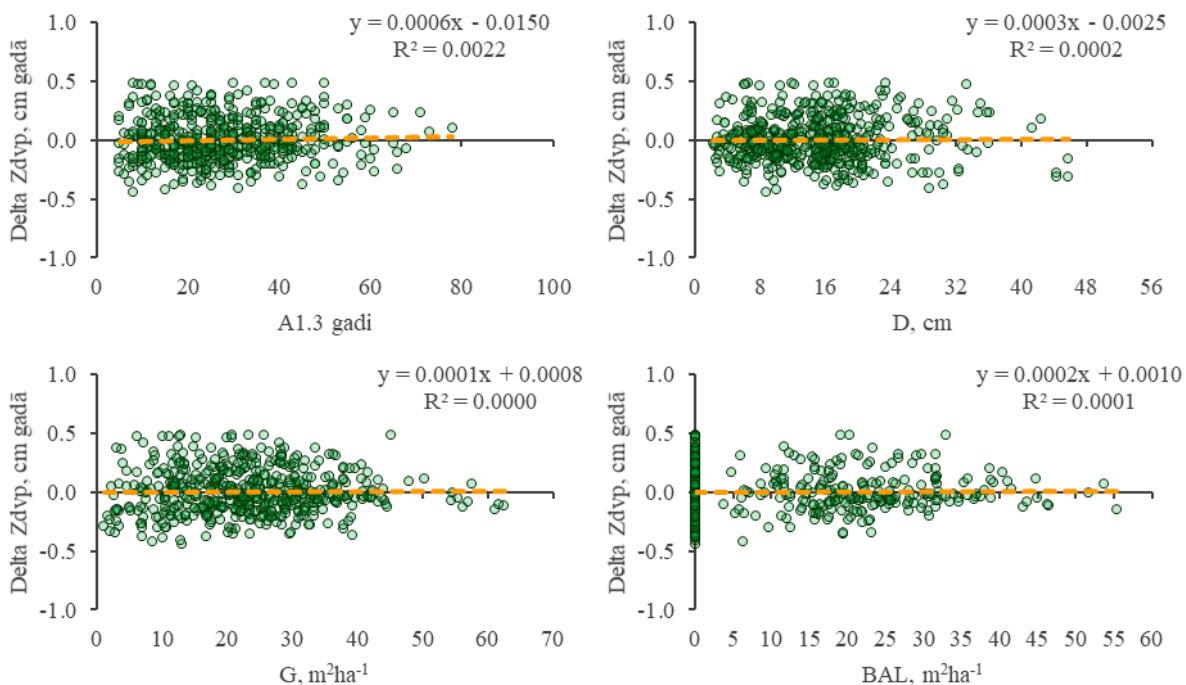 y = 0.0006x - 0.0150
R² = 0.0022
Delta Zdvp, cm gadā
1.0
0.5
0.0
-0.5
-1.0
0 20 40 60 80 100
A1.3 gadi
y = 0.0003x - 0.0025
R² = 0.0002
Delta Zdvp, cm gadā
1.0
0.5
0.0
-0.5
-1.0
0 8 16 24 32 40 48 56
D, cm
y = 0.0001x + 0.0008
R² = 0.0000
Delta Zdvp, cm gadā
1.0
0.5
0.0
-0.5
-1.0
0 10 20 30 40 50 60 70
G, m²ha⁻¹
y = 0.0002x + 0.0010
R² = 0.0001
Delta Zdvp, cm gadā
1.0
0.5
0.0
-0.5
-1.0
0 5 10 15 20 25 30 35 40 45 50 55 60
BAL, m²ha⁻¹